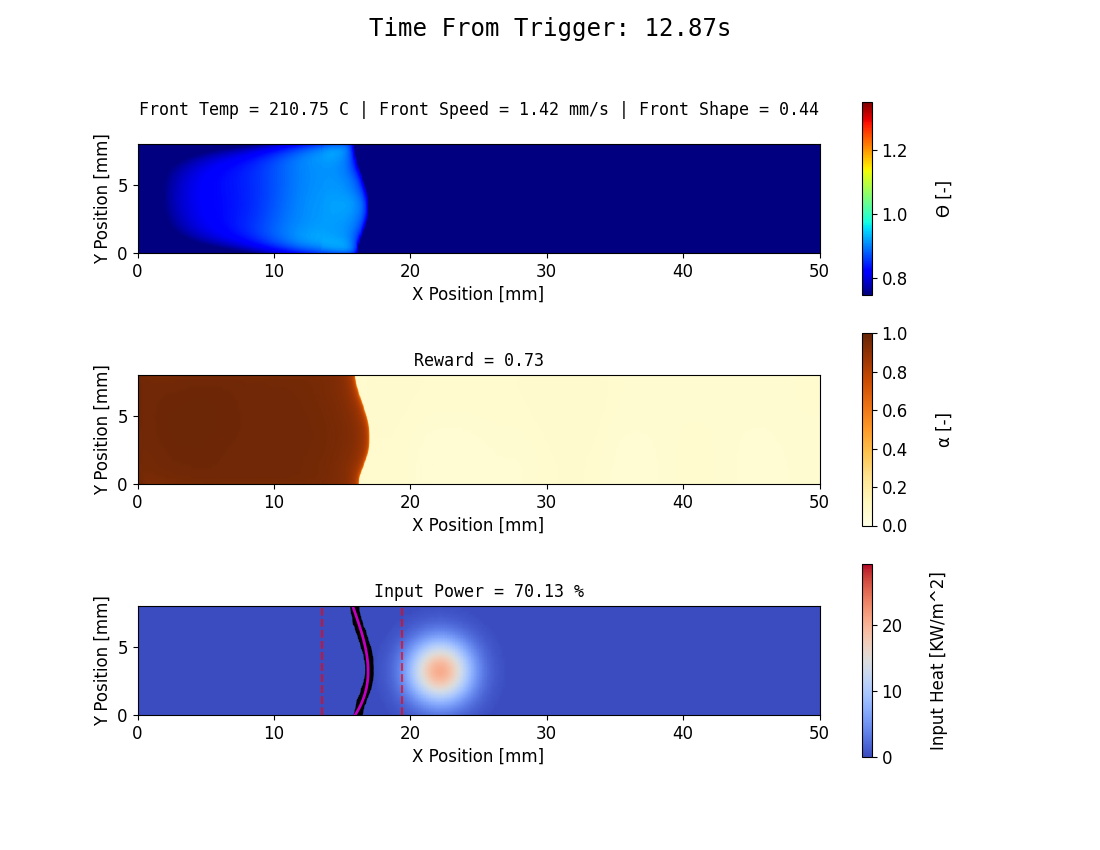 Time From Trigger: 12.87s
Front Temp = 210.75 C | Front Speed = 1.42 mm/s | Front Shape = 0.44
Y Position [mm]
5
0
0 10 20 30 40 50
X Position [mm]
1.2
1.0
0.8
Θ [-]
Reward = 0.73
Y Position [mm]
5
0
0 10 20 30 40 50
X Position [mm]
1.0
0.8
0.6
0.4
0.2
0.0
α [-]
Input Power = 70.13 %
Y Position [mm]
5
0
0 10 20 30 40 50
X Position [mm]
20
10
0
Input Heat [KW/m^2]